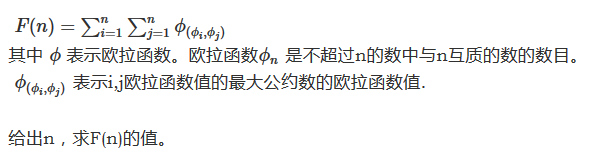 F(n) = ∑ⁿᵢ₌₁ ∑ⁿⱼ₌₁ ϕ_{(ϕ_i,ϕ_j)}
其中 ϕ 表示欧拉函数。欧拉函数ϕ_n 是不超过n的数中与n互质的数的数目。
ϕ_{(ϕ_i,ϕ_j)} 表示i,j欧拉函数值的最大公约数的欧拉函数值.
给出n，求F(n)的值。